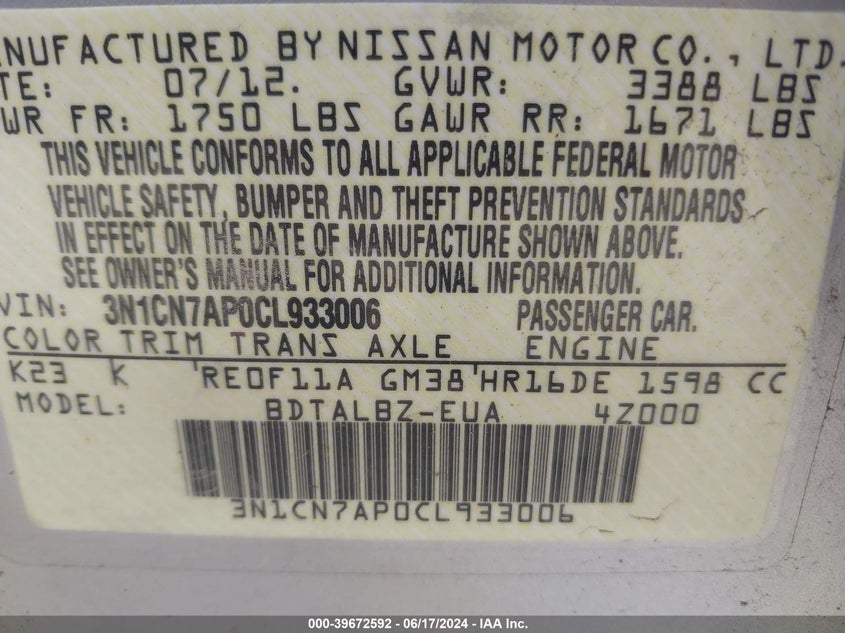 NUFACTURED BY NISSAN MOTOR CO., LTD.
TE: 07/12. GVWR: 3388 LBS
WR FR: 1750 LBS GAWR RR: 1671 LBS
THIS VEHICLE CONFORMS TO ALL APPLICABLE FEDERAL MOTOR
VEHICLE SAFETY, BUMPER AND THEFT PREVENTION STANDARDS
IN EFFECT ON THE DATE OF MANUFACTURE SHOWN ABOVE.
SEE OWNER'S MANUAL FOR ADDITIONAL INFORMATION.
VIN: 3N1CN7AP0CL933006 PASSENGER CAR.
COLOR TRIM TRANS AXLE ENGINE
K23 K 'RE0F11A GM38'HR16DE 1598 CC
MODEL: BDTALBZ-EUA 4Z000
3N1CN7AP0CL933006
000-39672592 - 06/17/2024 - IAA Inc.